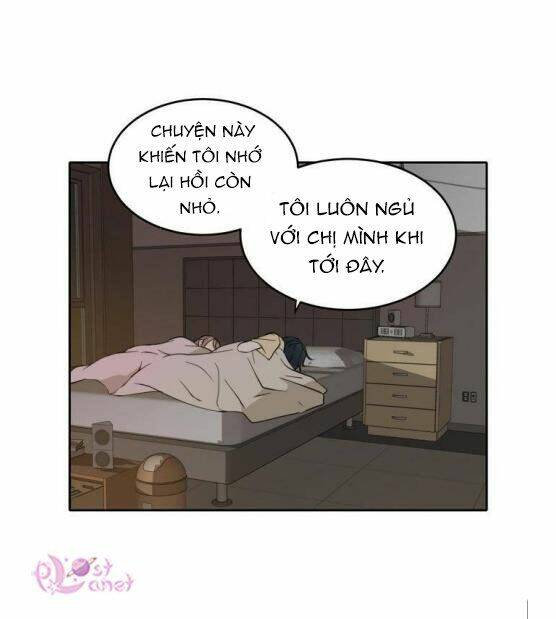 CHUYỆN NÀY
KHIẾN TÔI NHỚ
LẠI HỒI CÒN
NHỎ.
TÔI LUÔN NGỦ
VỚI CHỊ MÌNH KHI
TỚI ĐÂY.
Lost
Planet